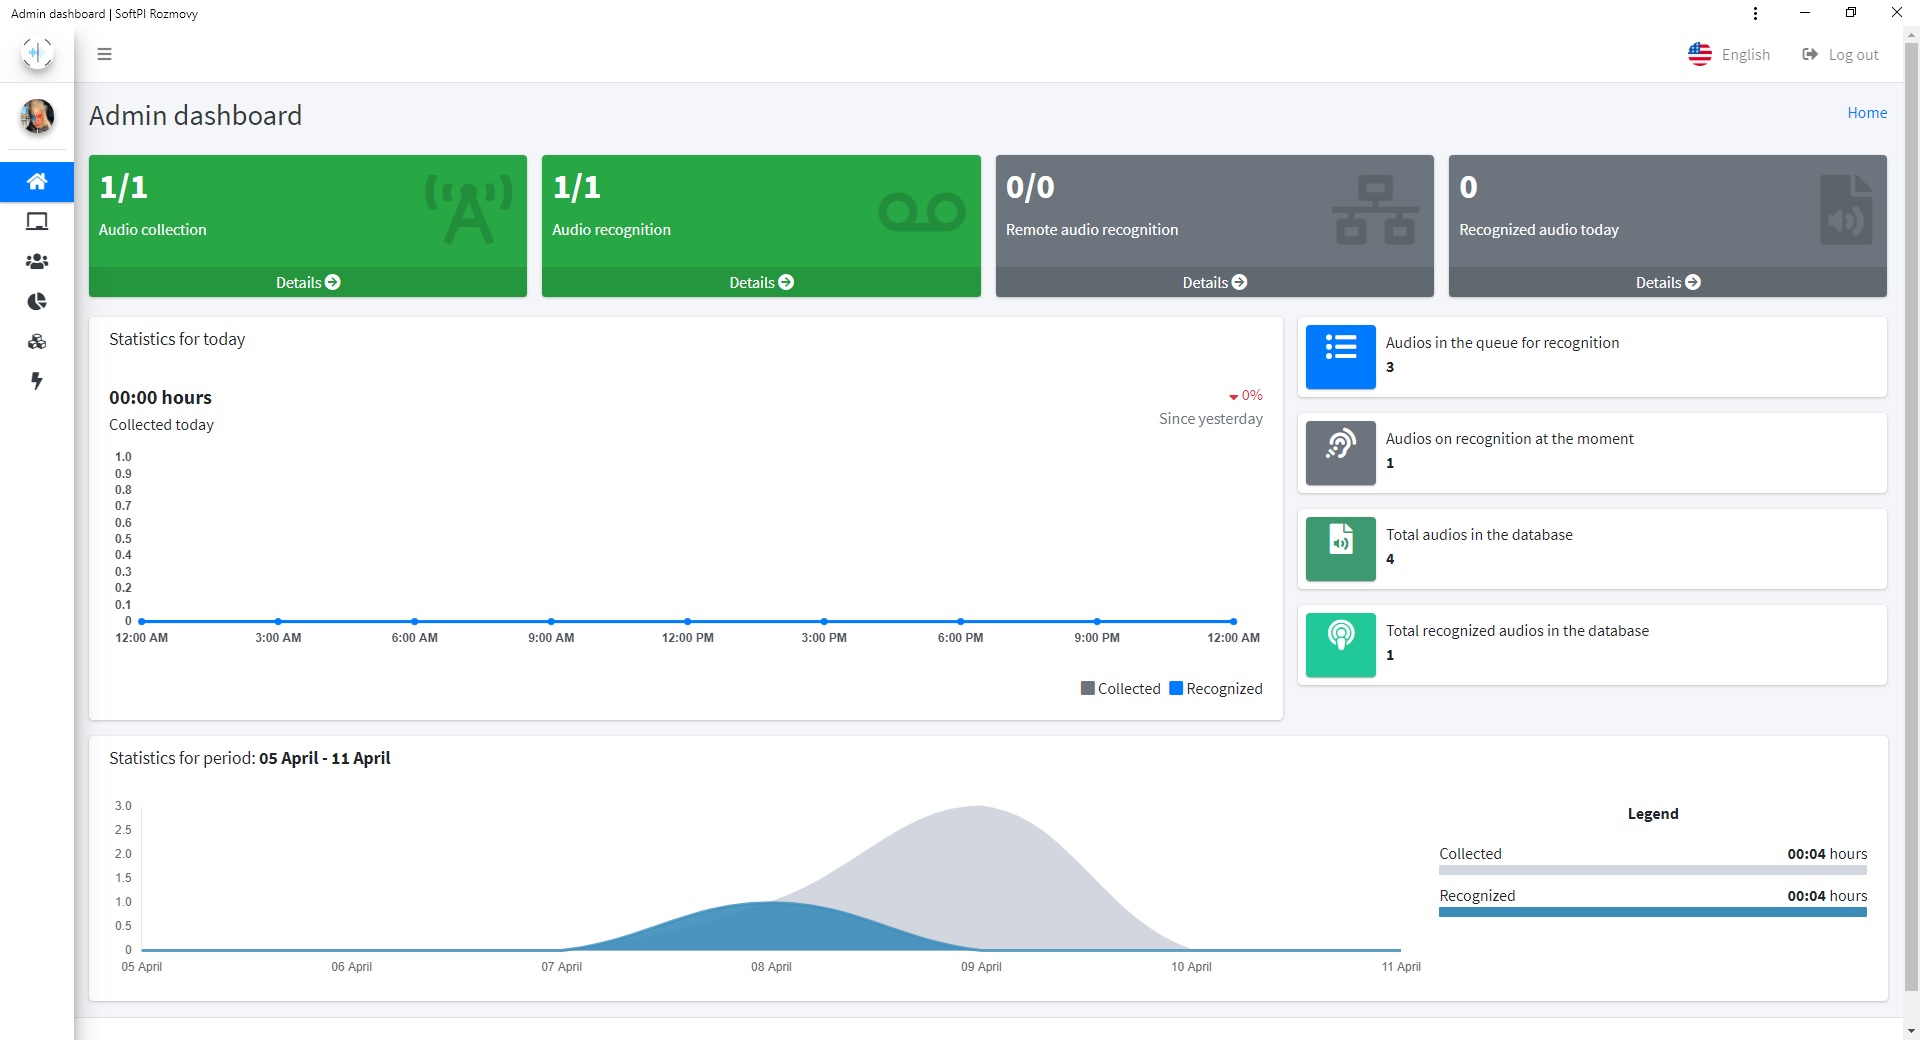 Admin dashboard | SoftPI Rozmovy
English
Log out
Admin dashboard
Home
1/1
Audio collection
Details
1/1
Audio recognition
Details
0/0
Remote audio recognition
Details
0
Recognized audio today
Details
Statistics for today
00:00 hours
Collected today
0%
Since yesterday
1.0
0.9
0.8
0.7
0.6
0.5
0.4
0.3
0.2
0.1
0
12:00 AM 3:00 AM 6:00 AM 9:00 AM 12:00 PM 3:00 PM 6:00 PM 9:00 PM 12:00 AM
Collected Recognized
Audios in the queue for recognition
3
Audios on recognition at the moment
1
Total audios in the database
4
Total recognized audios in the database
1
Statistics for period: 05 April - 11 April
3.0
2.5
2.0
1.5
1.0
0.5
0
05 April 06 April 07 April 08 April 09 April 10 April 11 April
Legend
Collected 00:04 hours
Recognized 00:04 hours